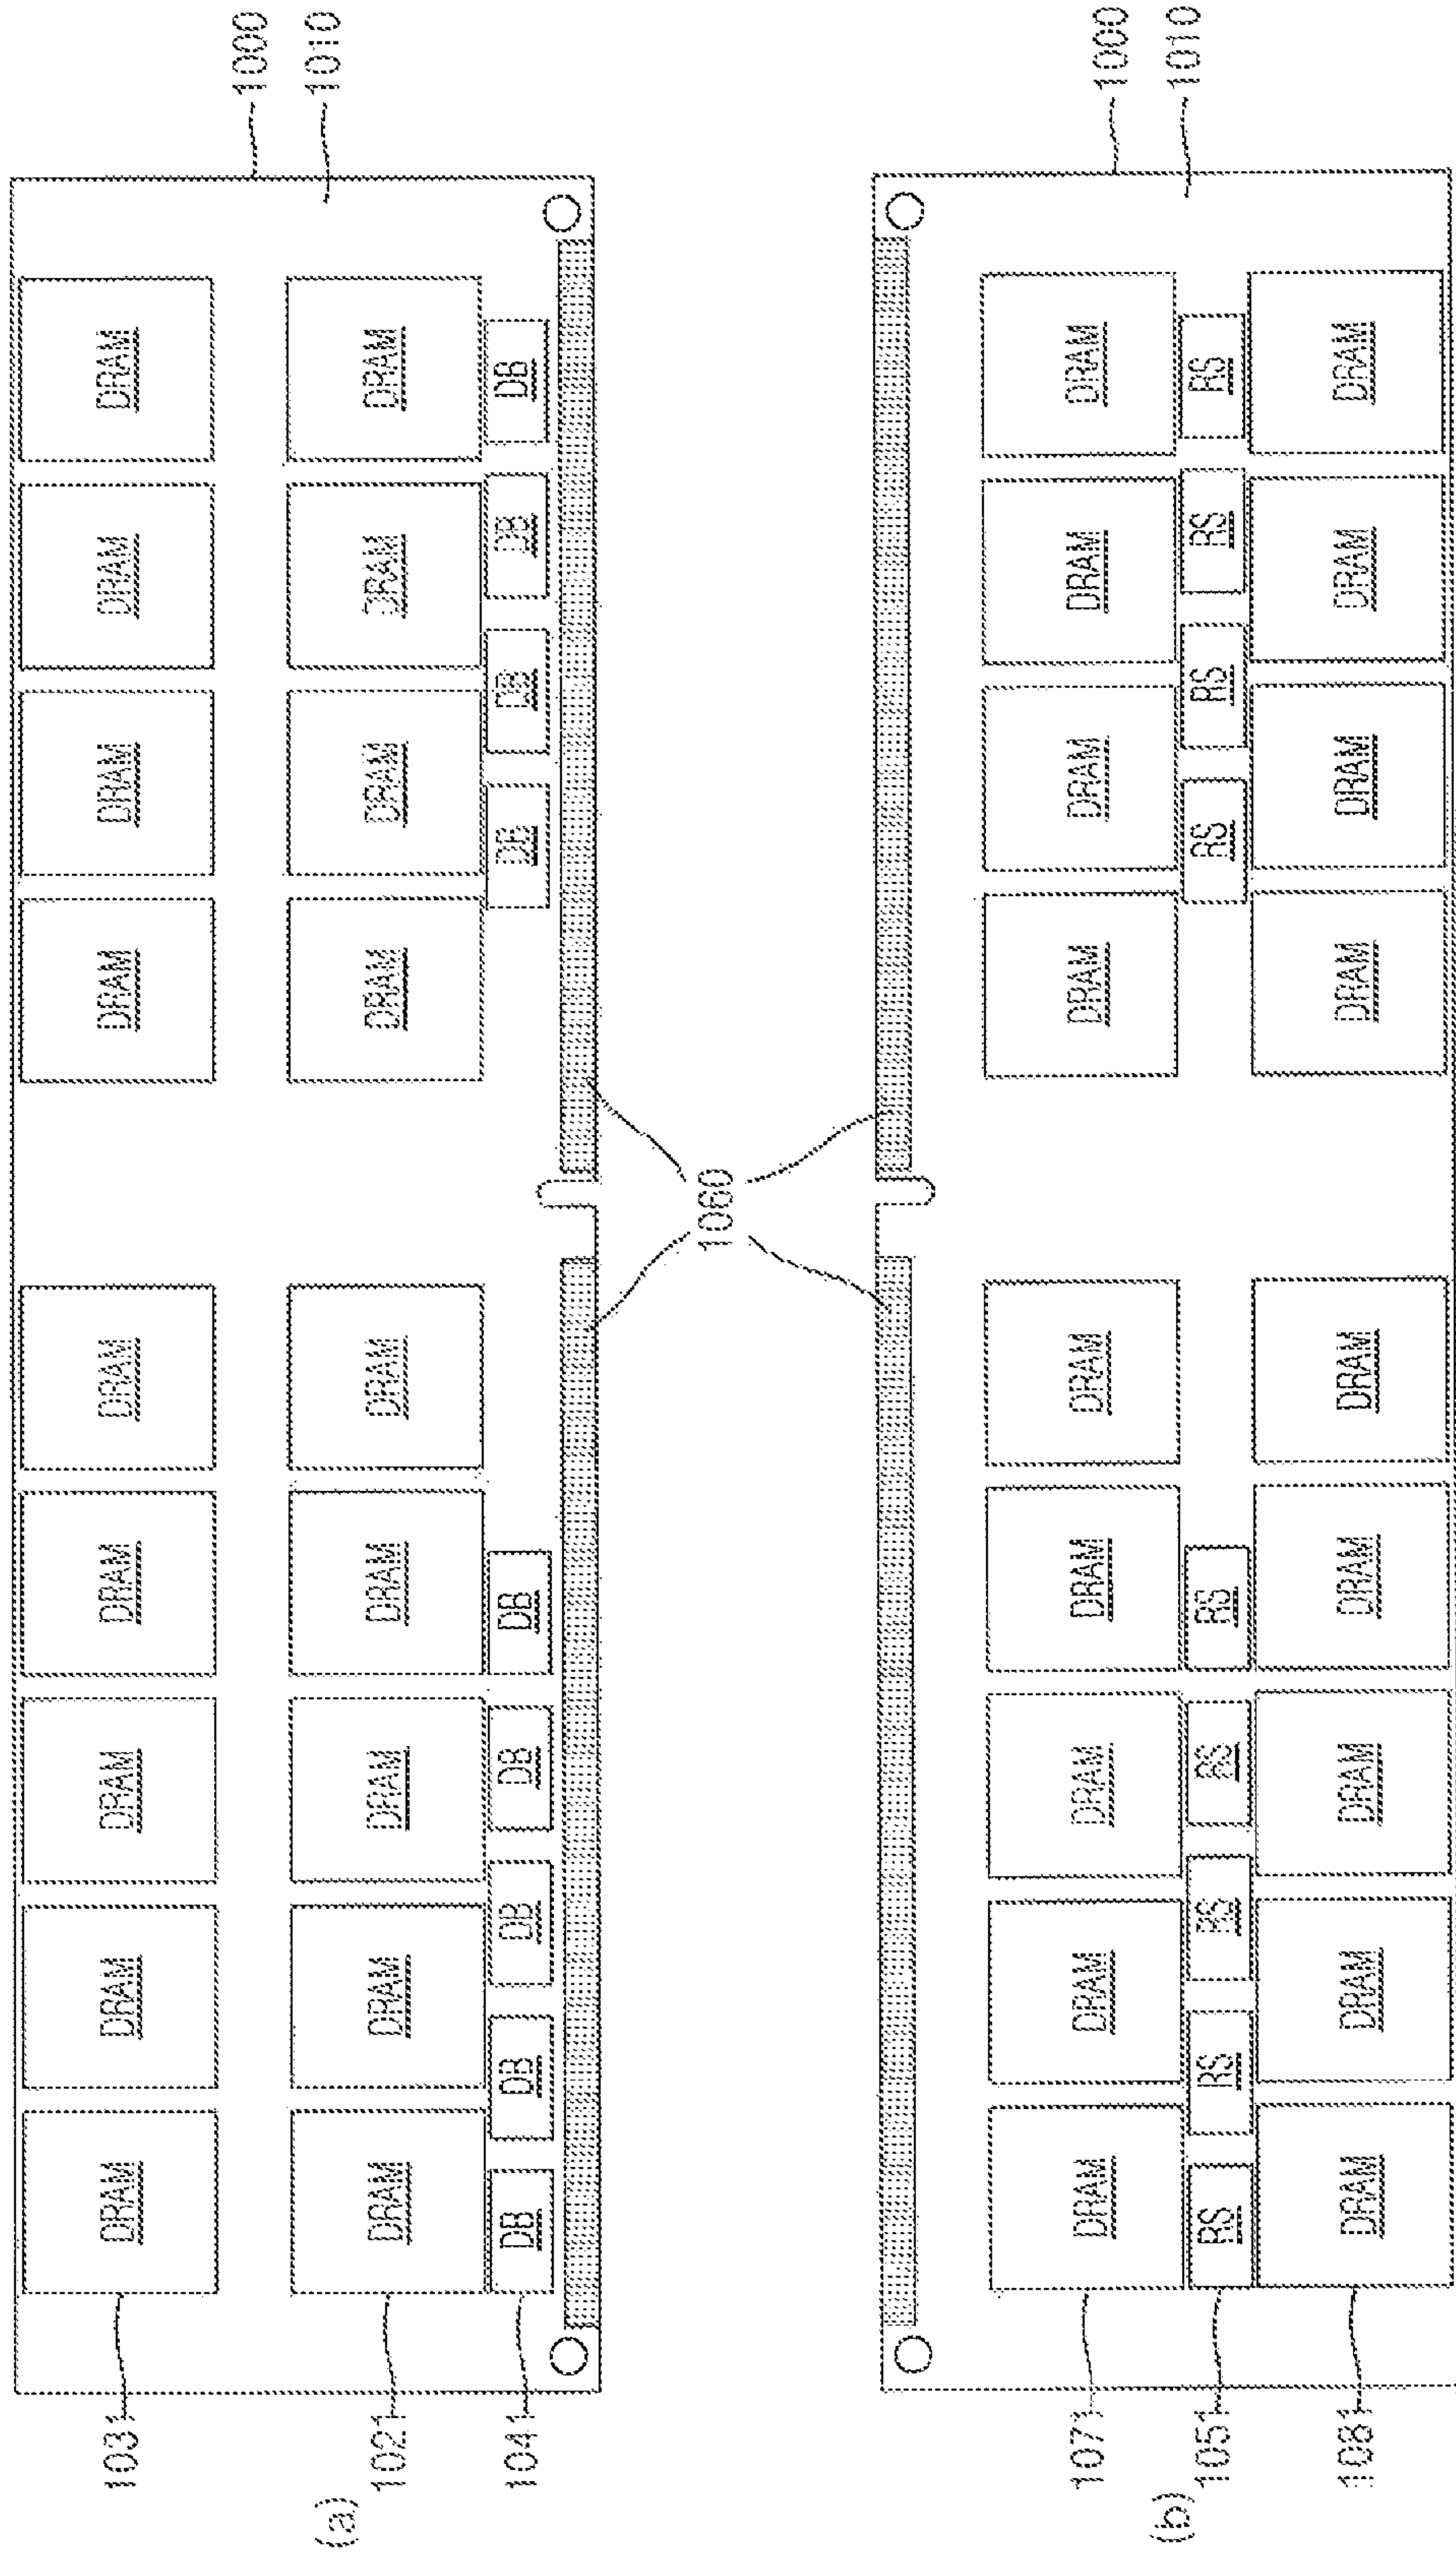 1031 DRAM DRAM DRAM DRAM DRAM DRAM DRAM DRAM DRAM
1000
(a) 1010
1021 DRAM DRAM DRAM DRAM DRAM DRAM DRAM DRAM DRAM
1041 DB DB DB DB DB DB DB DB DB
1060
1071 DRAM DRAM DRAM DRAM DRAM DRAM DRAM DRAM DRAM 1000
(b) 1010
1051 RS RS RS RS RS RS RS RS RS
1081 DRAM DRAM DRAM DRAM DRAM DRAM DRAM DRAM DRAM